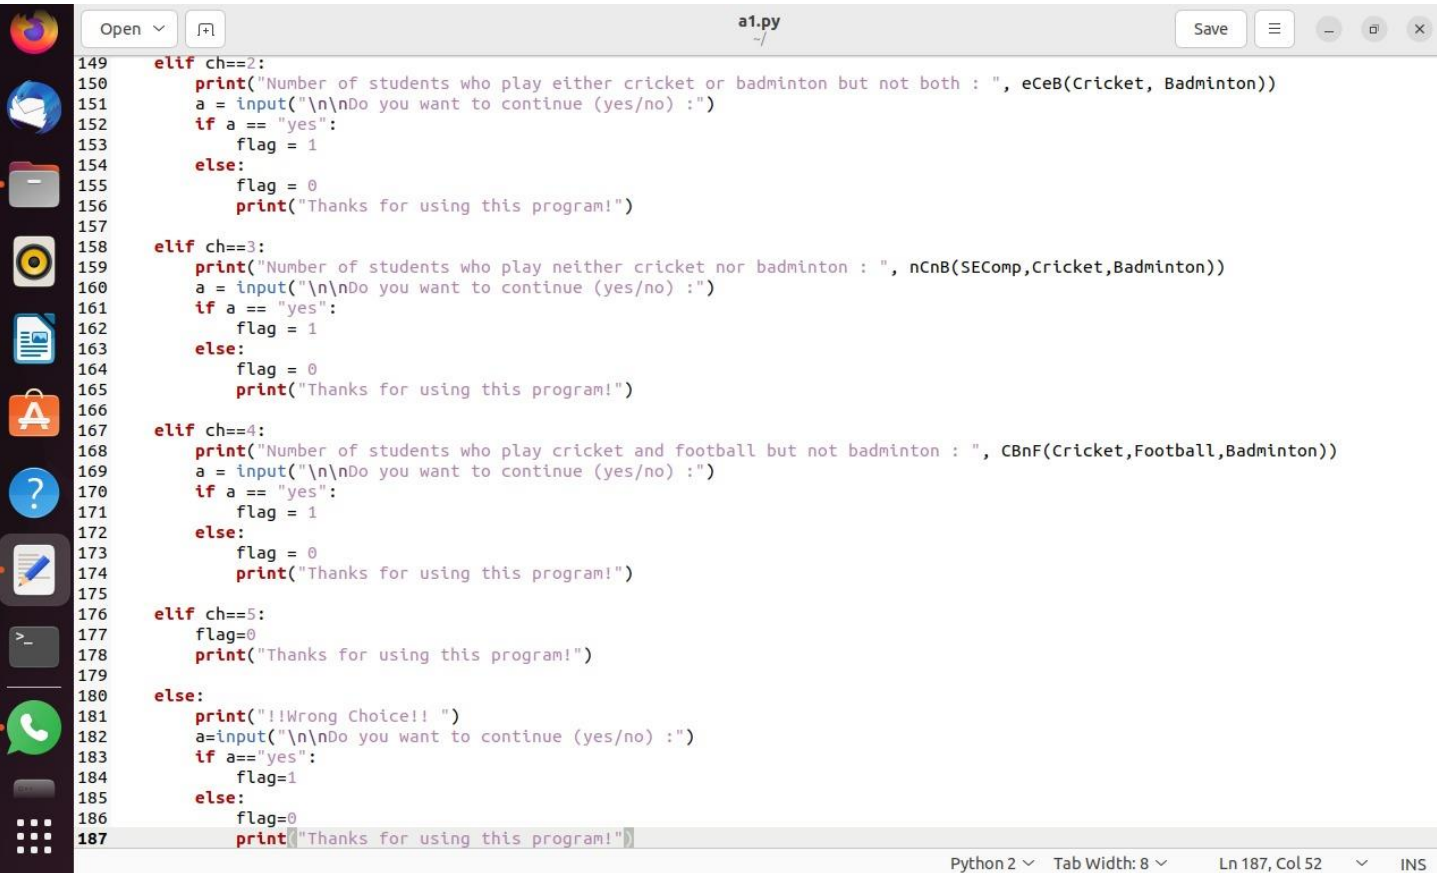 Open
a1.py
~/
Save
149 elif ch==2:
150 print("Number of students who play either cricket or badminton but not both : ", eCeB(Cricket, Badminton))
151 a = input("\n\nDo you want to continue (yes/no) :")
152 if a == "yes":
153 flag = 1
154 else:
155 flag = 0
156 print("Thanks for using this program!")
157
158 elif ch==3:
159 print("Number of students who play neither cricket nor badminton : ", nCnB(SEComp,Cricket,Badminton))
160 a = input("\n\nDo you want to continue (yes/no) :")
161 if a == "yes":
162 flag = 1
163 else:
164 flag = 0
165 print("Thanks for using this program!")
166
167 elif ch==4:
168 print("Number of students who play cricket and football but not badminton : ", CBnF(Cricket,Football,Badminton))
169 a = input("\n\nDo you want to continue (yes/no) :")
170 if a == "yes":
171 flag = 1
172 else:
173 flag = 0
174 print("Thanks for using this program!")
175
176 elif ch==5:
177 flag=0
178 print("Thanks for using this program!")
179
180 else:
181 print("!!Wrong Choice!! ")
182 a=input("\n\nDo you want to continue (yes/no) :")
183 if a=="yes":
184 flag=1
185 else:
186 flag=0
187 print("Thanks for using this program!")
Python 2 Tab Width: 8 Ln 187, Col 52 INS